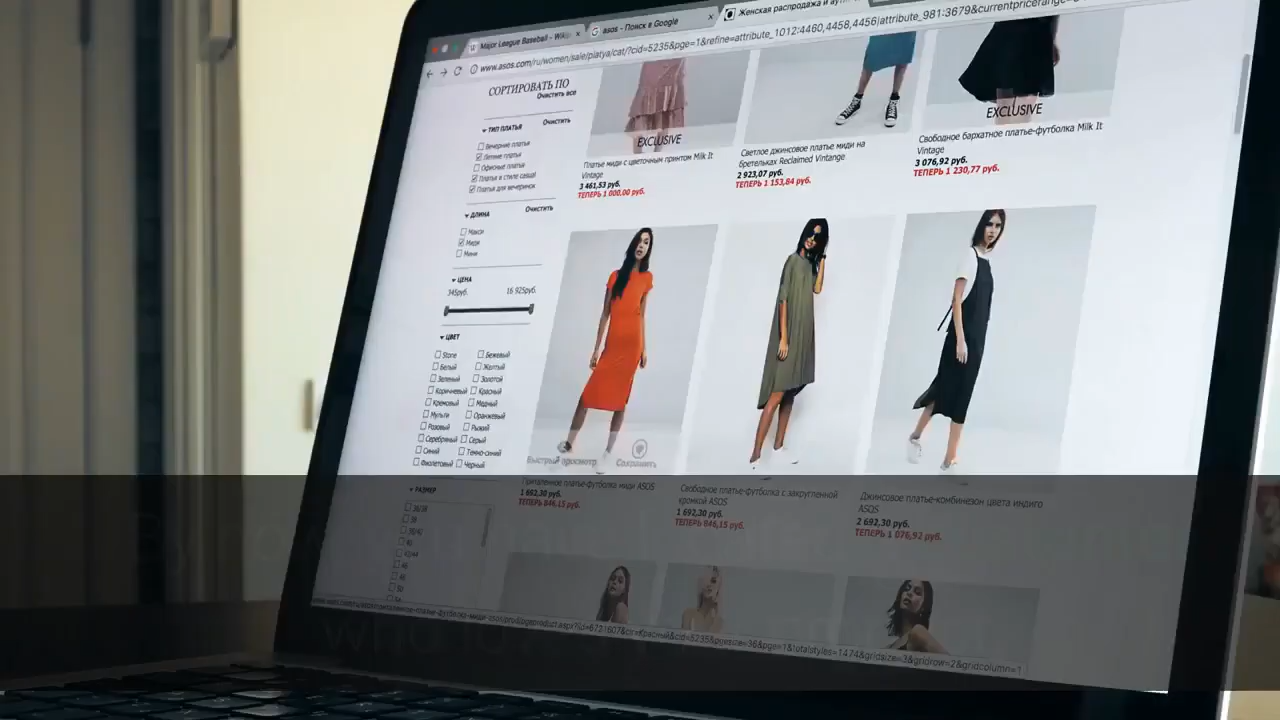 Major League Baseball - Wiki
asos - Поиск в Google
Женская распродажа и аутл
www.asos.com/ru/women/sale/platya/cat/?cid=5235&pge=1&refine=attribute_1012:4460,4458,4456|attribute_981:3679&currentpricerange=
СОРТИРОВАТЬ ПО
Очистить все
ТИП ПЛАТЬЯ
Очистить
Вечерние платья
Летние платья
Офисные платья
Платья в стиле casual
Платья для вечеринок
ДЛИНА
Очистить
Макси
Миди
Мини
ЦЕНА
345руб.
16 925руб.
ЦВЕТ
Stone
Бежевый
Белый
Желтый
Зеленый
Золотой
Коричневый
Красный
Кремовый
Медный
Мульти
Оранжевый
Розовый
Рыжий
Серебряный
Серый
Синий
Темно-синий
Фиолетовый
Черный
РАЗМЕР
EXCLUSIVE
Платье миди с цветочным принтом Milk It
Vintage
3 461,53 руб.
ТЕПЕРЬ 1 000,00 руб.
Светлое джинсовое платье миди на
бретельках Reclaimed Vintange
2 923,07 руб.
ТЕПЕРЬ 1 153,84 руб.
EXCLUSIVE
Свободное бархатное платье-футболка Milk It
Vintage
3 076,92 руб.
ТЕПЕРЬ 1 230,77 руб.
Быстрый просмотр
Сохранить
Приталенное платье-футболка миди ASOS
1 692,30 руб.
ТЕПЕРЬ 846,15 руб.
Свободное платье-футболка с закругленной
кромкой ASOS
1 692,30 руб.
ТЕПЕРЬ 846,15 руб.
Джинсовое платье-комбинезон цвета индиго
ASOS
2 692,30 руб.
ТЕПЕРЬ 1 076,92 руб.